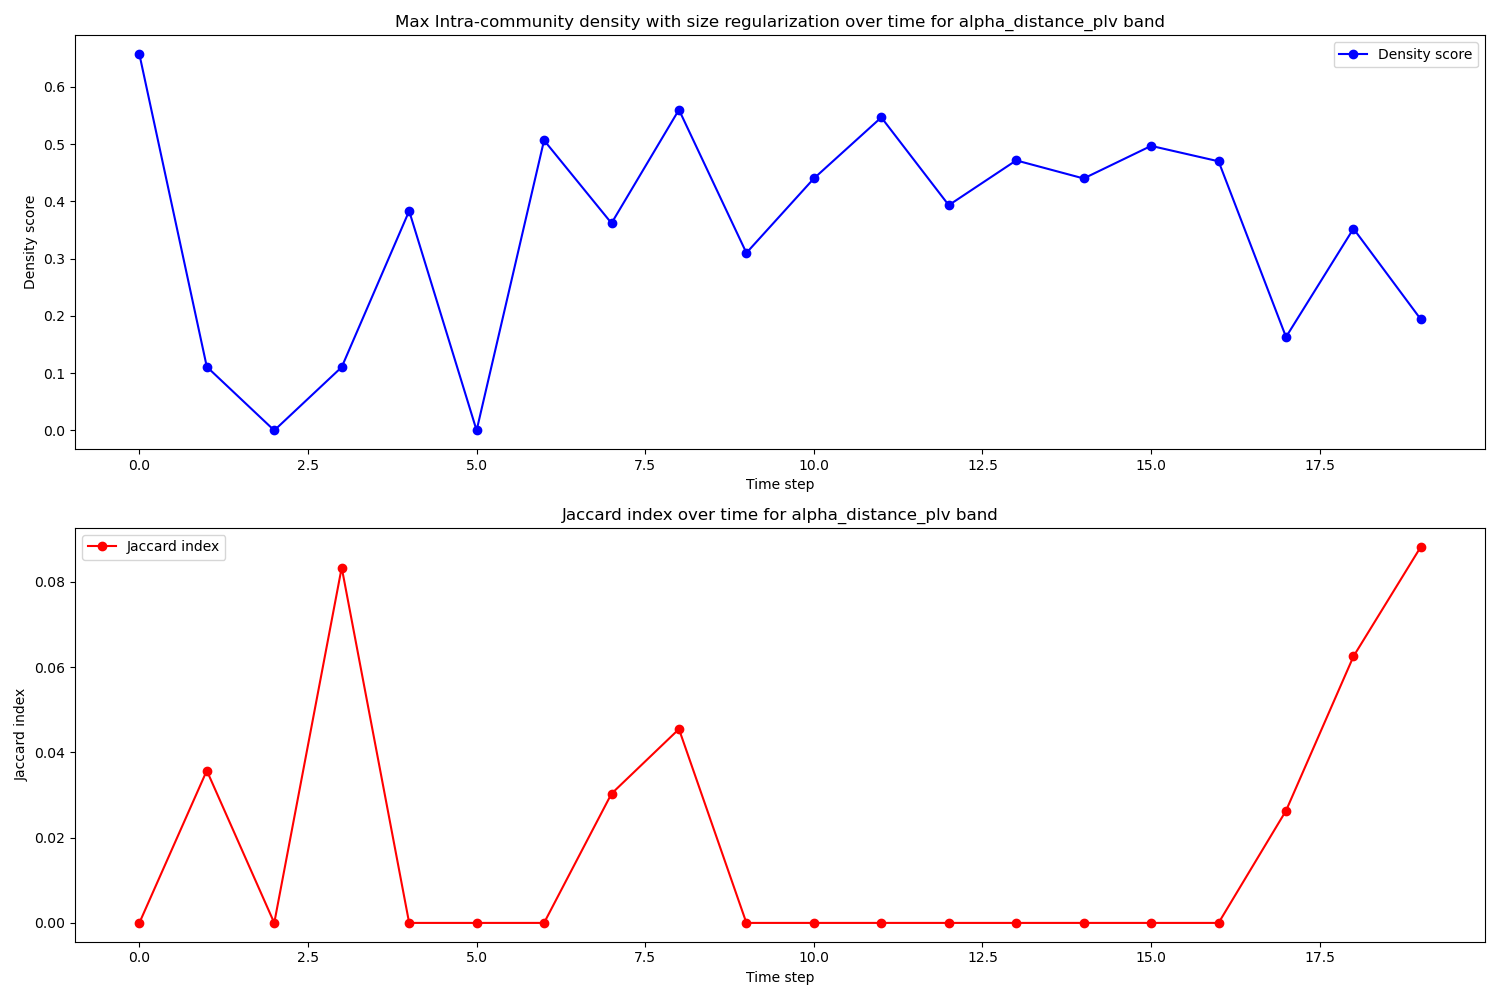 Max Intra-community density with size regularization over time for alpha_distance_plv band
Density score
Density score
0.6
0.5
0.4
0.3
0.2
0.1
0.0
0.0 2.5 5.0 7.5 10.0 12.5 15.0 17.5
Time step
Jaccard index over time for alpha_distance_plv band
Jaccard index
Jaccard index
0.08
0.06
0.04
0.02
0.00
0.0 2.5 5.0 7.5 10.0 12.5 15.0 17.5
Time step